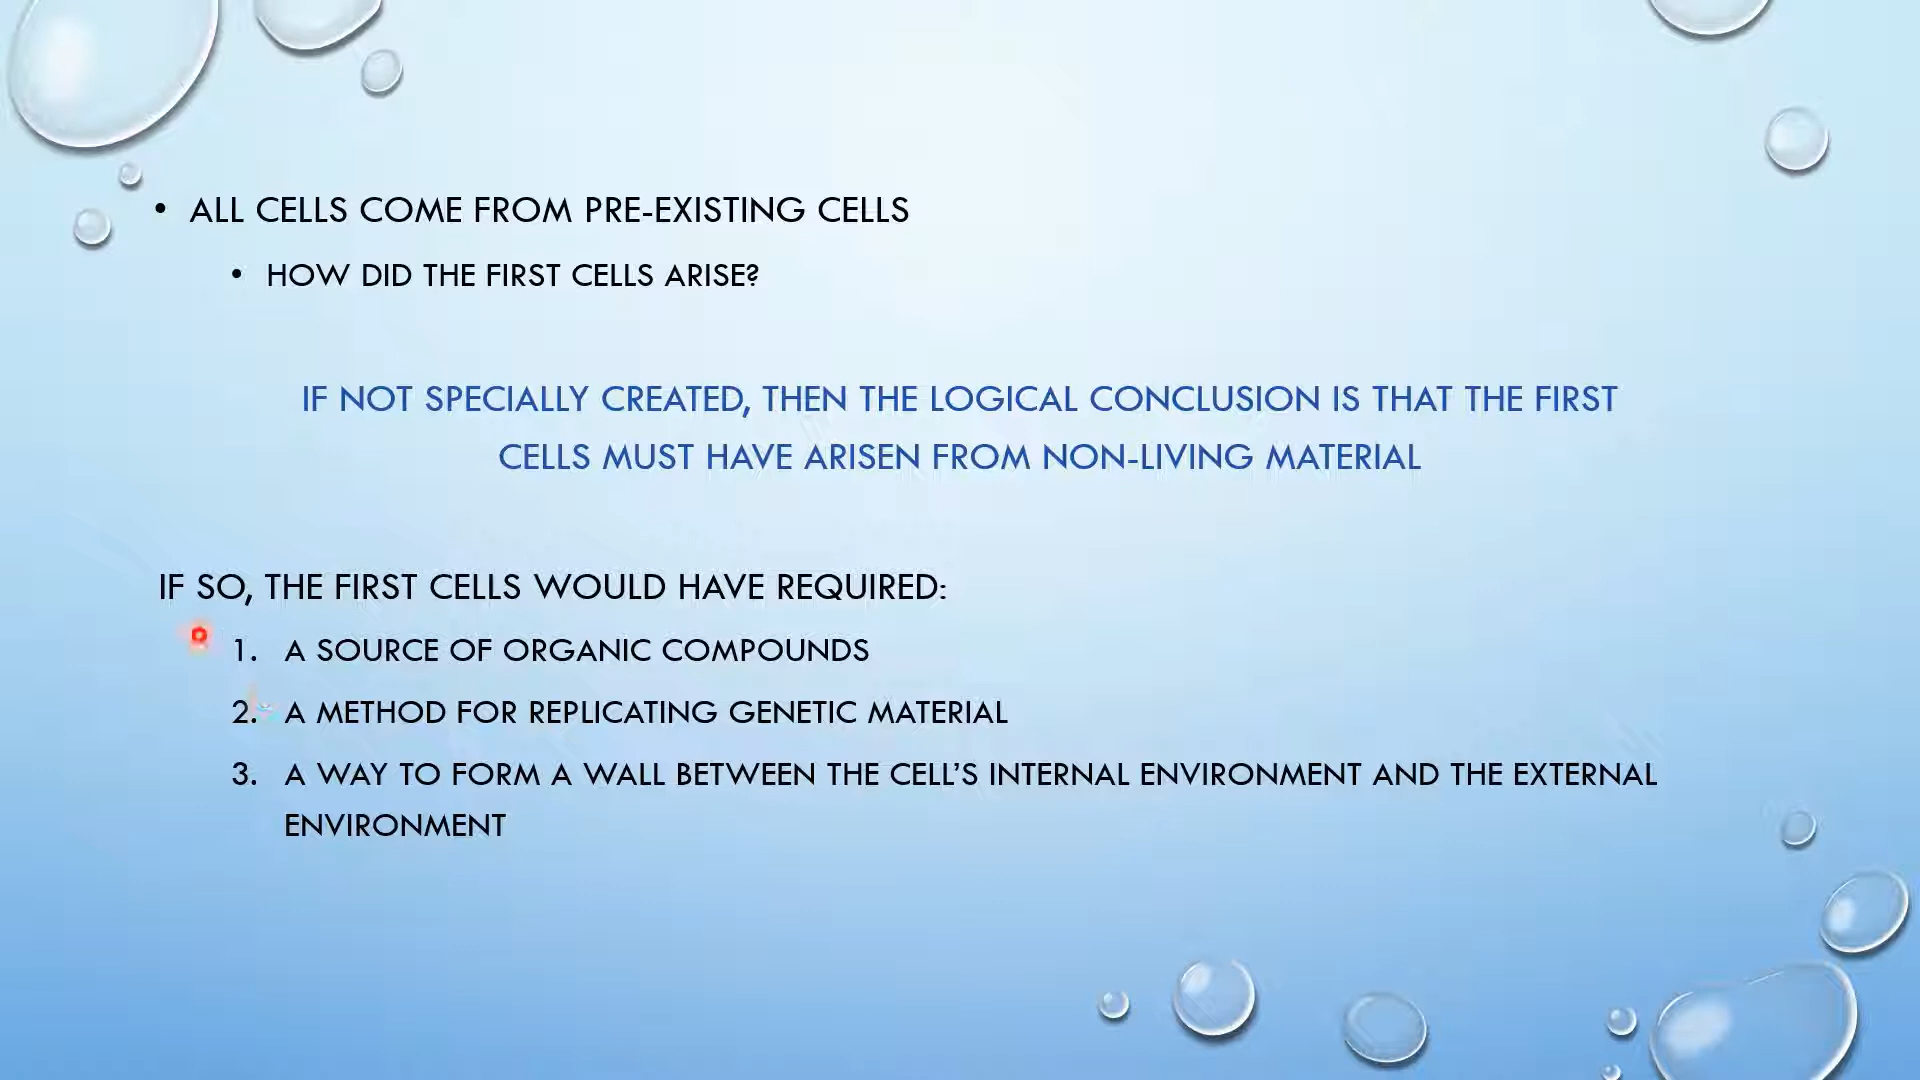 • ALL CELLS COME FROM PRE-EXISTING CELLS
• HOW DID THE FIRST CELLS ARISE?
IF NOT SPECIALLY CREATED, THEN THE LOGICAL CONCLUSION IS THAT THE FIRST
CELLS MUST HAVE ARISEN FROM NON-LIVING MATERIAL
IF SO, THE FIRST CELLS WOULD HAVE REQUIRED:
1. A SOURCE OF ORGANIC COMPOUNDS
2. A METHOD FOR REPLICATING GENETIC MATERIAL
3. A WAY TO FORM A WALL BETWEEN THE CELL’S INTERNAL ENVIRONMENT AND THE EXTERNAL
ENVIRONMENT